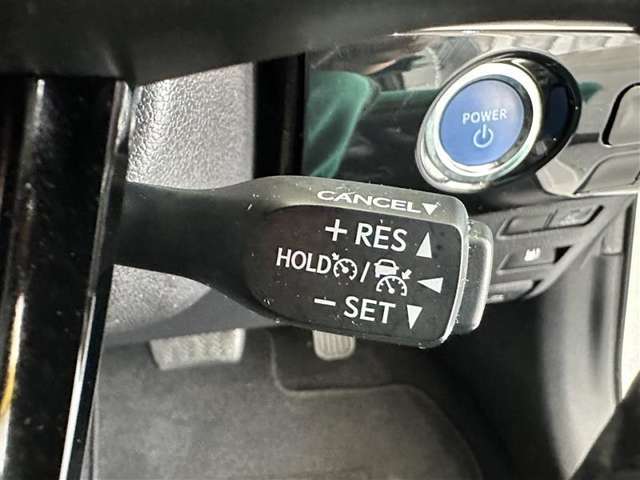 POWER
CANCEL▼
+ RES ▲
HOLD / ◀
− SET ▼